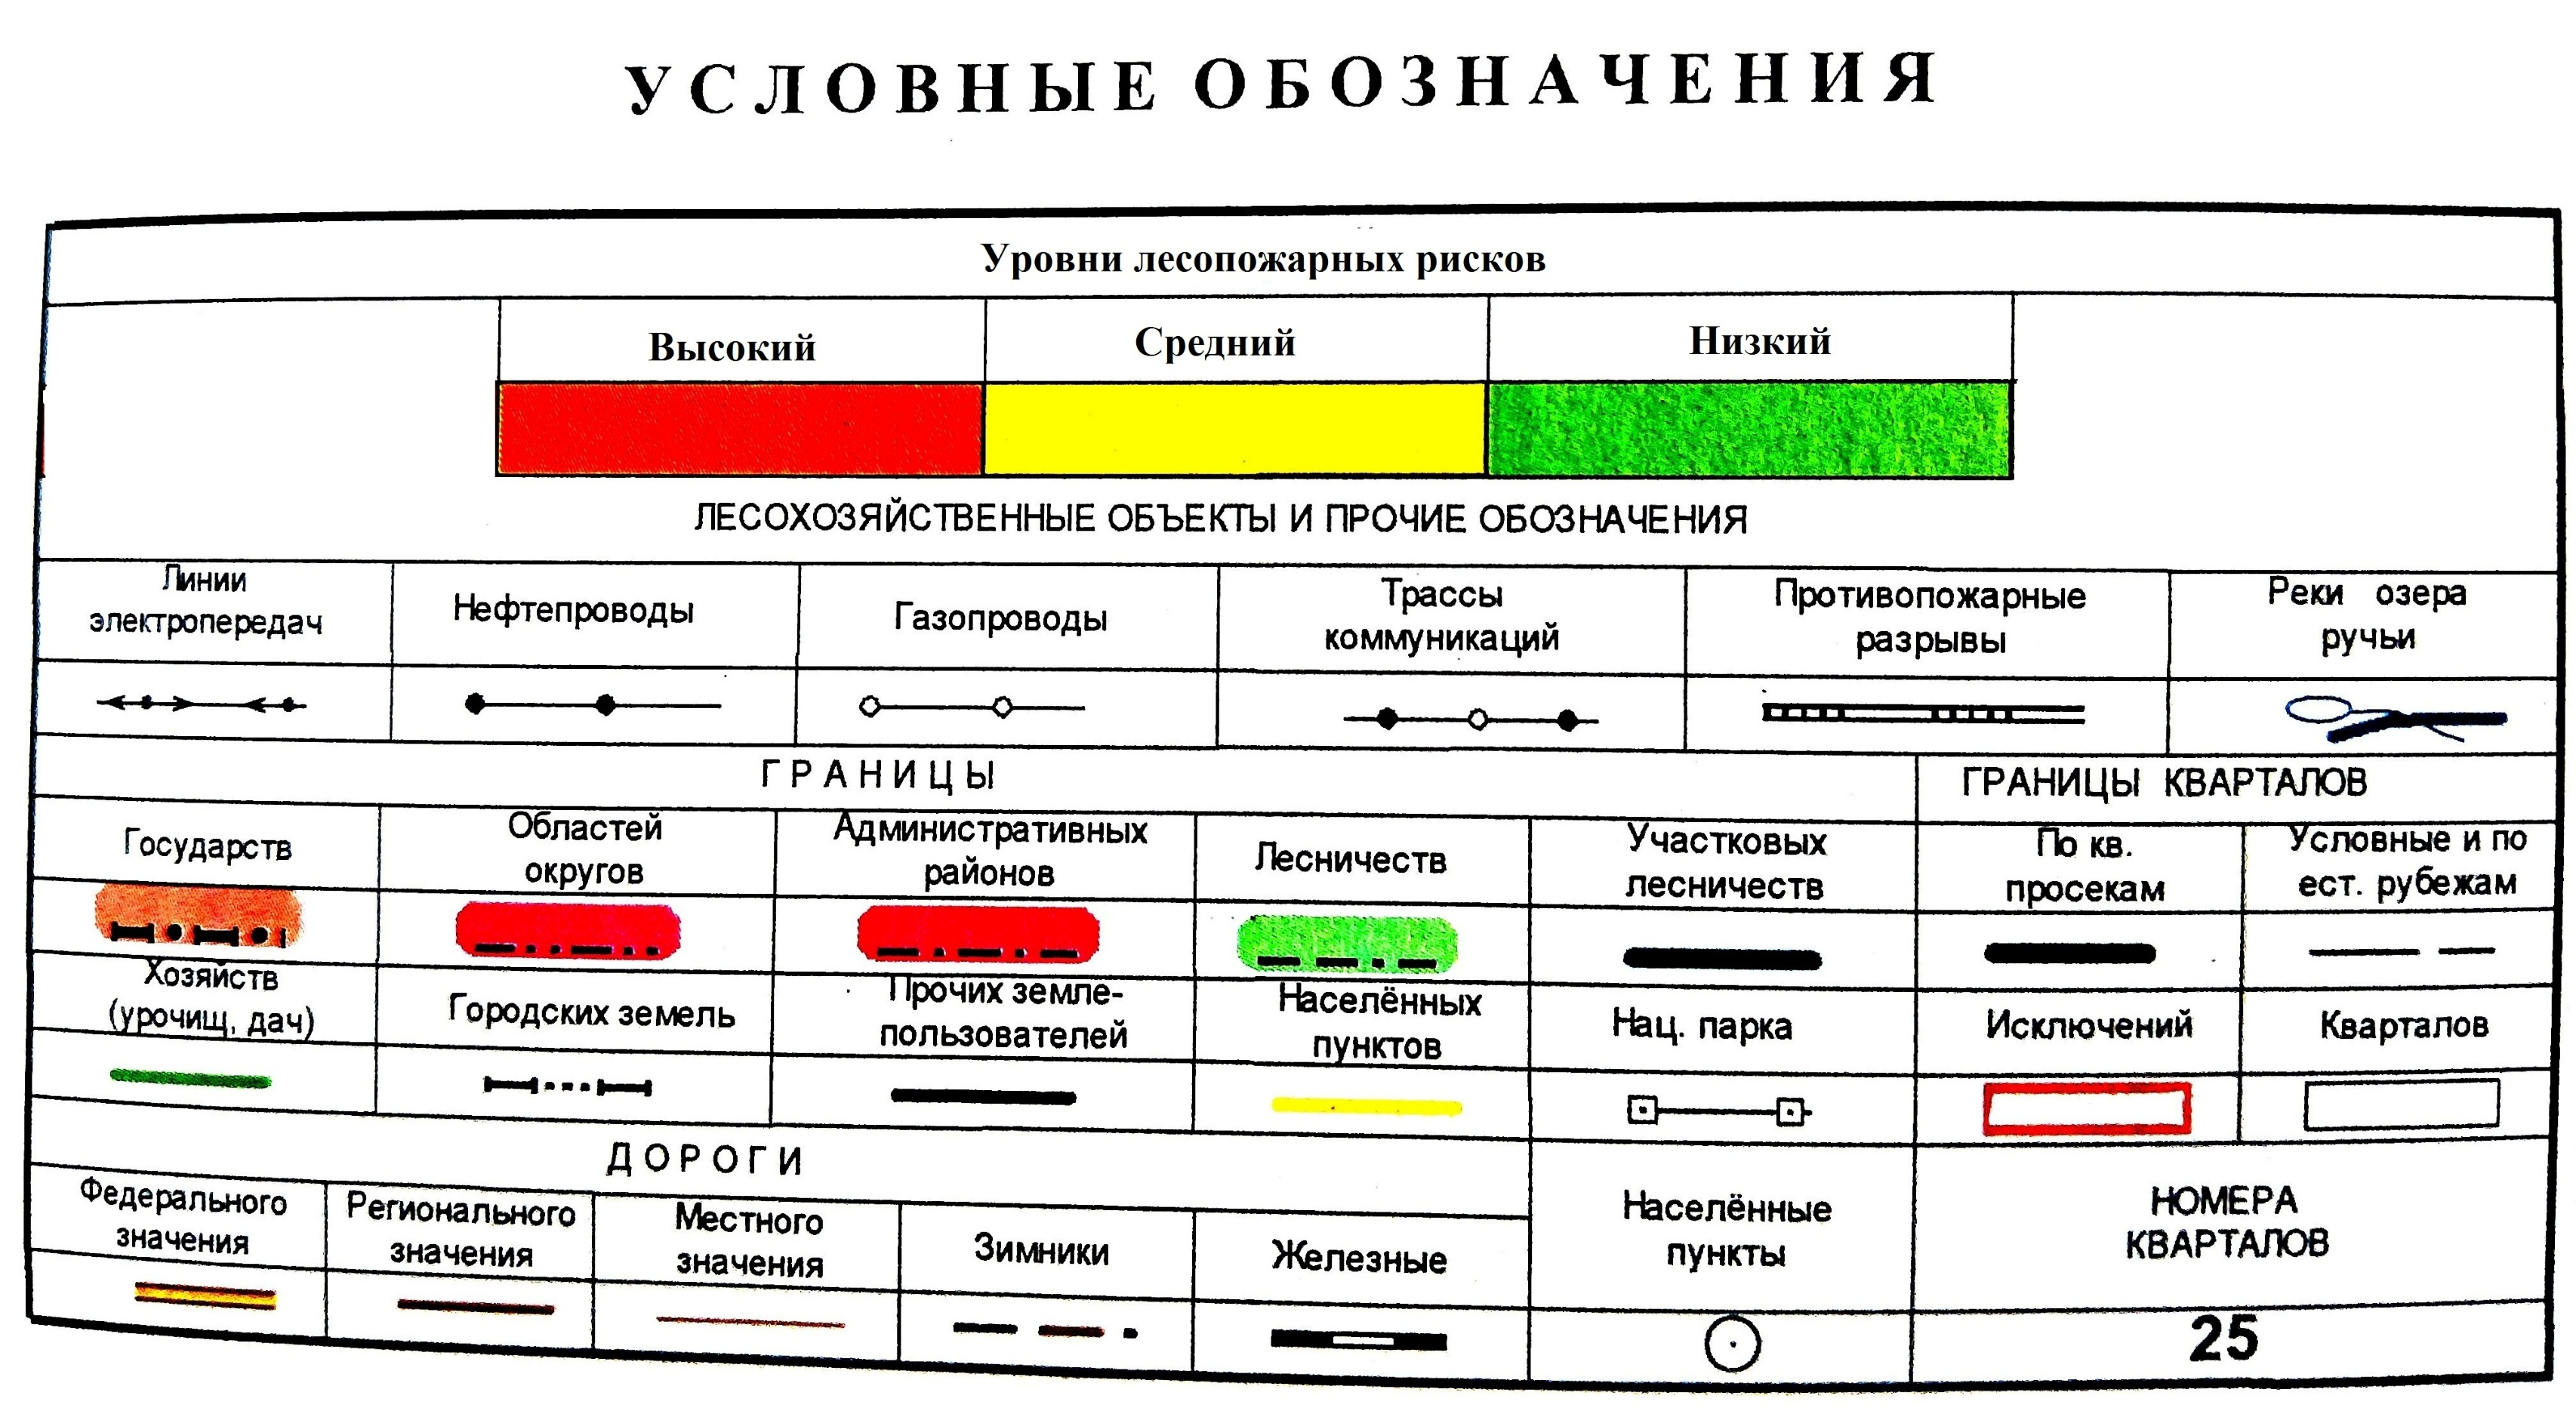 УСЛОВНЫЕ ОБОЗНАЧЕНИЯ
Уровни лесопожарных рисков
Высокий
Средний
Низкий
ЛЕСОХОЗЯЙСТВЕННЫЕ ОБЪЕКТЫ И ПРОЧИЕ ОБОЗНАЧЕНИЯ
Линии
электропередач
Нефтепроводы
Газопроводы
Трассы
коммуникаций
Противопожарные
разрывы
Реки озера
ручьи
ГРАНИЦЫ
ГРАНИЦЫ КВАРТАЛОВ
Государств
Областей
округов
Административных
районов
Лесничеств
Участковых
лесничеств
По кв.
просекам
Условные и по
ест. рубежам
Хозяйств
(урочищ, дач)
Городских земель
Прочих земле-
пользователей
Населённых
пунктов
Нац. парка
Исключений
Кварталов
ДОРОГИ
Федерального
значения
Регионального
значения
Местного
значения
Зимники
Железные
Населённые
пункты
НОМЕРА
КВАРТАЛОВ
25